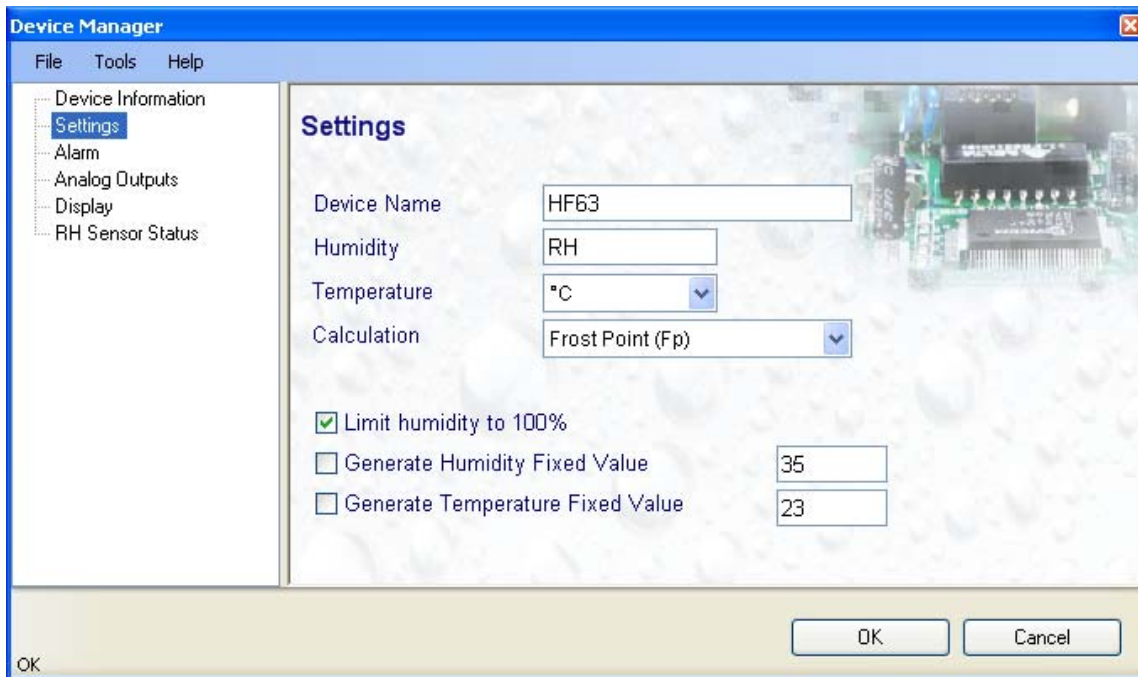 Device Manager
File Tools Help
Device Information
Settings
Alarm
Analog Outputs
Display
RH Sensor Status
Settings
Device Name HF63
Humidity RH
Temperature °C
Calculation Frost Point (Fp)
Limit humidity to 100%
Generate Humidity Fixed Value 35
Generate Temperature Fixed Value 23
OK Cancel
OK